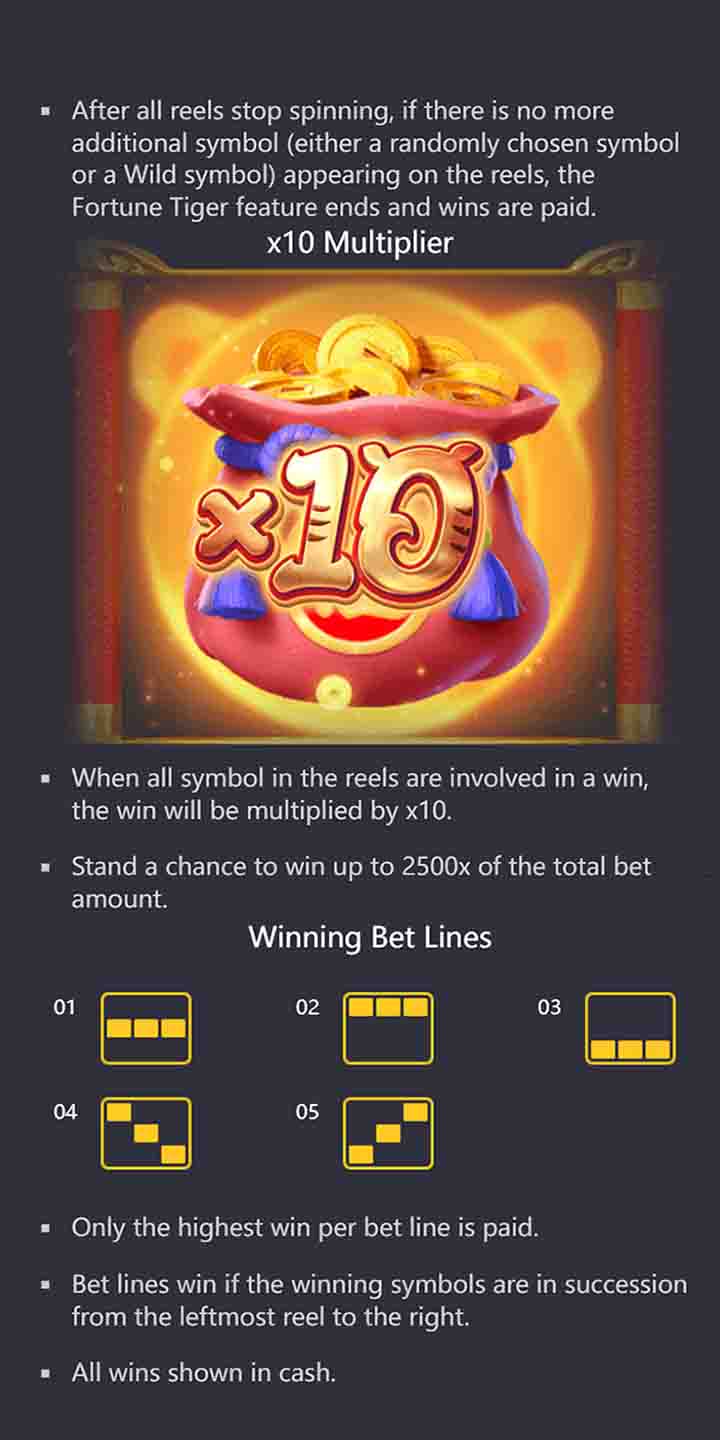 ▪ After all reels stop spinning, if there is no more
additional symbol (either a randomly chosen symbol
or a Wild symbol) appearing on the reels, the
Fortune Tiger feature ends and wins are paid.
x10 Multiplier
×10
▪ When all symbol in the reels are involved in a win,
the win will be multiplied by x10.
▪ Stand a chance to win up to 2500x of the total bet
amount.
Winning Bet Lines
01 02 03
04 05
▪ Only the highest win per bet line is paid.
▪ Bet lines win if the winning symbols are in succession
from the leftmost reel to the right.
▪ All wins shown in cash.